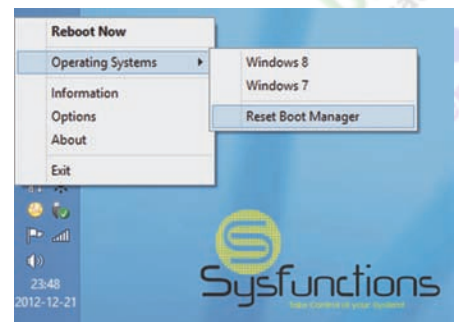 Reboot Now
Operating Systems
Information
Options
About
Exit
Windows 8
Windows 7
Reset Boot Manager
23:48
2012-12-21
Sysfunctions
Take Control of your Systems!